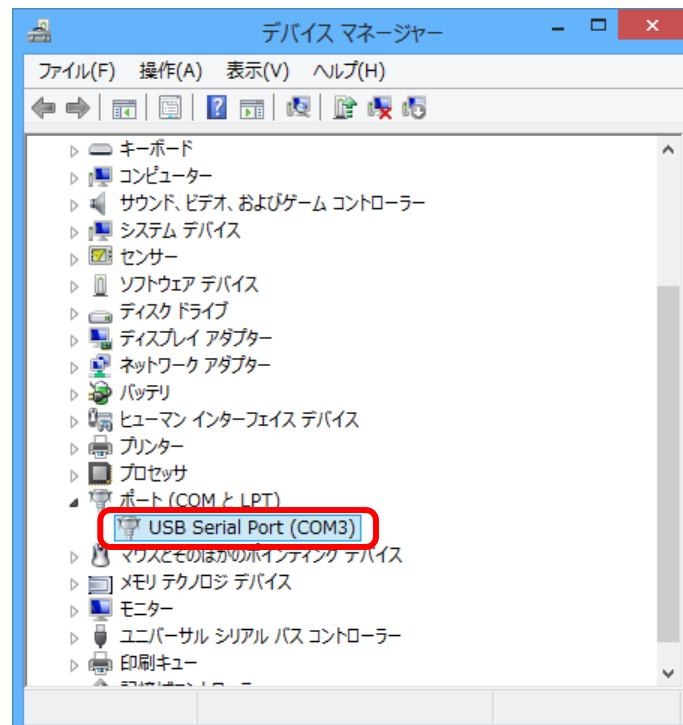 デバイス マネージャー
ファイル(F) 操作(A) 表示(V) ヘルプ(H)
キーボード
コンピューター
サウンド、ビデオ、およびゲーム コントローラー
システム デバイス
センサー
ソフトウェア デバイス
ディスク ドライブ
ディスプレイ アダプター
ネットワーク アダプター
バッテリ
ヒューマン インターフェイス デバイス
プリンター
プロセッサ
ポート (COM と LPT)
USB Serial Port (COM3)
マウスとそのほかのポインティング デバイス
メモリ テクノロジ デバイス
モニター
ユニバーサル シリアル バス コントローラー
印刷キュー